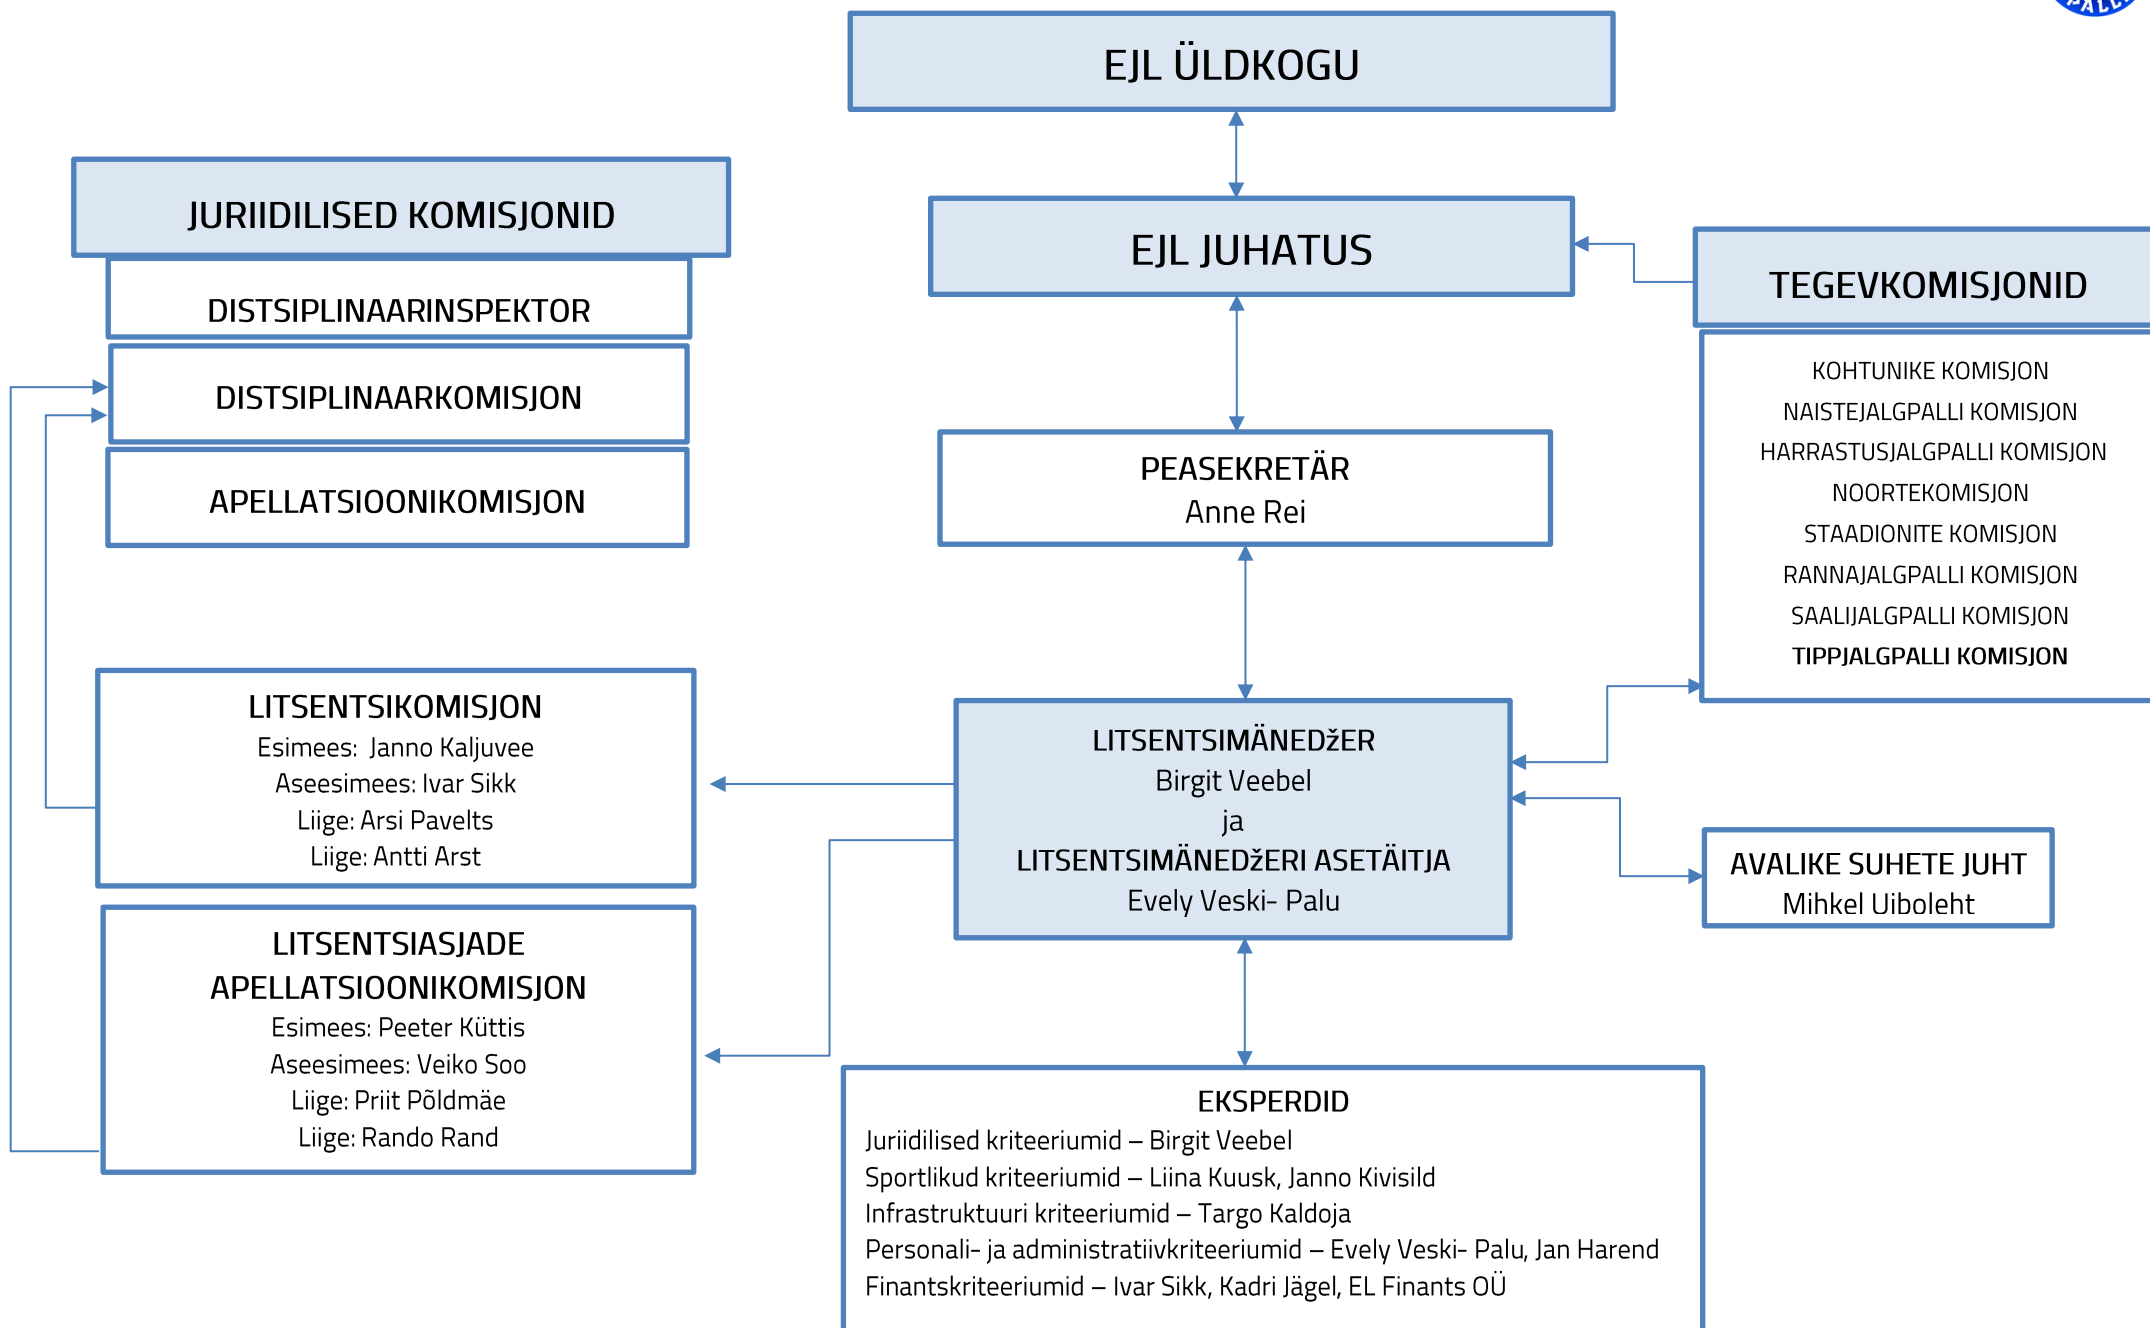 PALLI
EJL ÜLDKOGU
JURIIDILISED KOMISJONID
DISTSIPLINAARINSPEKTOR
DISTSIPLINAARKOMISJON
APELLATSIOONIKOMISJON
EJL JUHATUS
TEGEVKOMISJONID
KOHTUNIKE KOMISJON
NAISTEJALGPALLI KOMISJON
HARRASTUSJALGPALLI KOMISJON
NOORTEKOMISJON
STAADIONITE KOMISJON
RANNAJALGPALLI KOMISJON
SAALIJALGPALLI KOMISJON
TIPPJALGPALLI KOMISJON
PEASEKRETÄR
Anne Rei
LITSENTSIKOMISJON
Esimees: Janno Kaljuvee
Aseesimees: Ivar Sikk
Liige: Arsi Pavelts
Liige: Antti Arst
LITSENTSIMÄNEDžER
Birgit Veebel
ja
LITSENTSIMÄNEDžERI ASETÄITJA
Evely Veski- Palu
AVALIKE SUHETE JUHT
Mihkel Uiboleht
LITSENTSIASJADE
APELLATSIOONIKOMISJON
Esimees: Peeter Küttis
Aseesimees: Veiko Soo
Liige: Priit Põldmäe
Liige: Rando Rand
EKSPERDID
Juriidilised kriteeriumid – Birgit Veebel
Sportlikud kriteeriumid – Liina Kuusk, Janno Kivisild
Infrastruktuuri kriteeriumid – Targo Kaldoja
Personali- ja administratiivkriteeriumid – Evely Veski- Palu, Jan Harend
Finantskriteeriumid – Ivar Sikk, Kadri Jägel, EL Finants OÜ